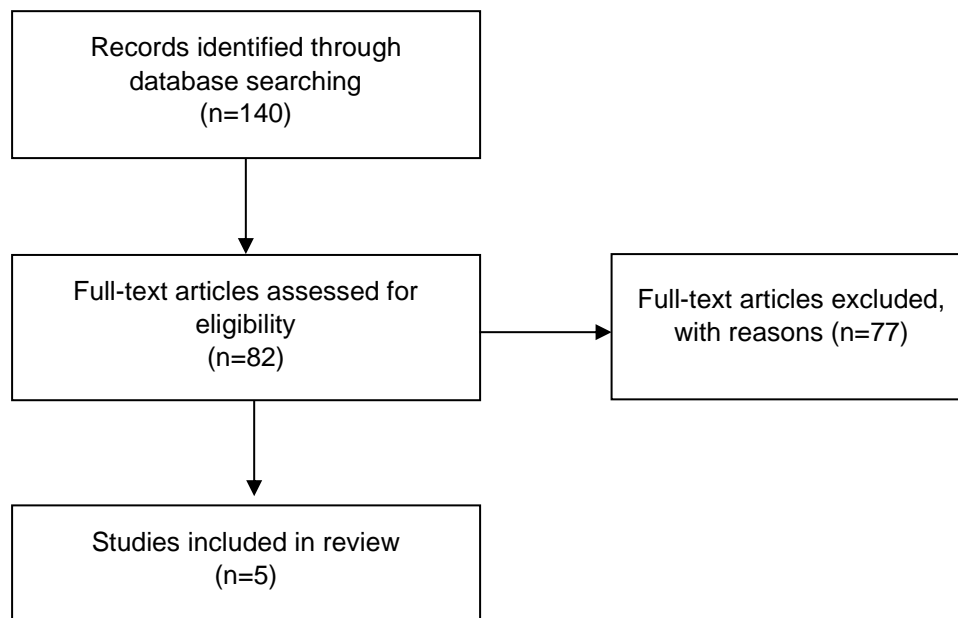 Records identified through
database searching
(n=140)
Full-text articles assessed for
eligibility
(n=82)
Full-text articles excluded,
with reasons (n=77)
Studies included in review
(n=5)